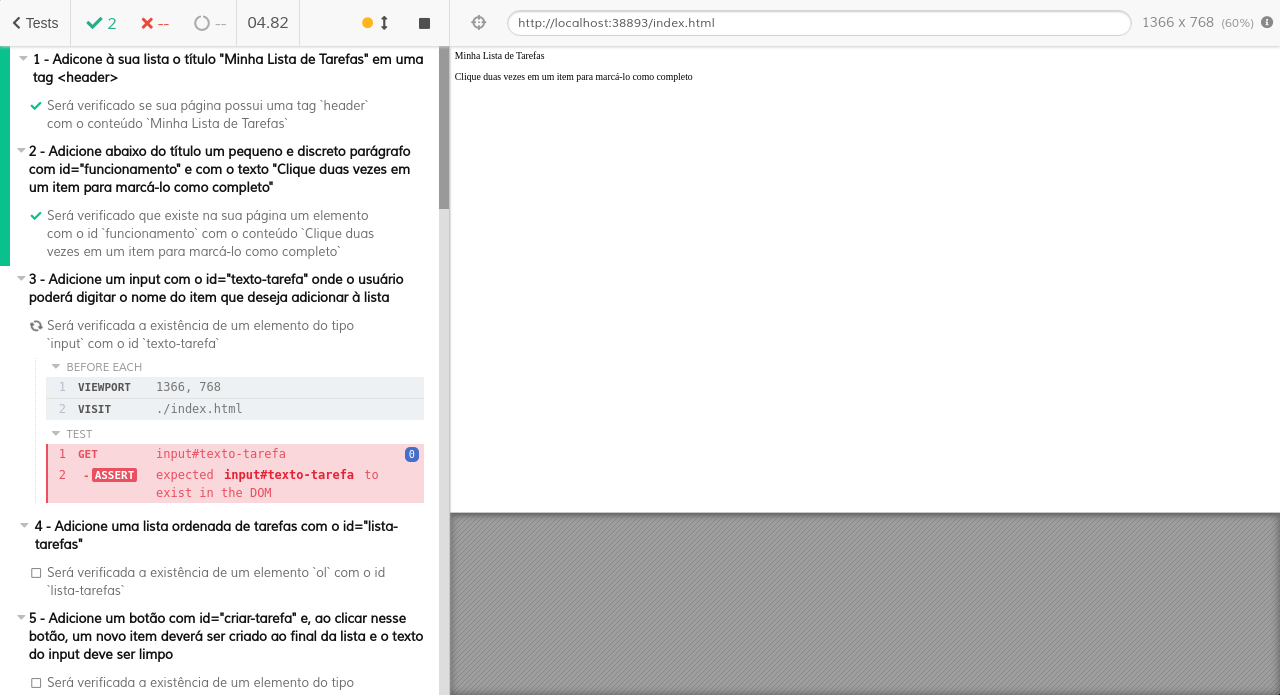 Tests
2
--
--
04.82
http://localhost:38893/index.html
1366 x 768 (60%)
1 - Adicone à sua lista o título "Minha Lista de Tarefas" em uma
tag <header>
Será verificado se sua página possui uma tag `header`
com o conteúdo `Minha Lista de Tarefas`
2 - Adicione abaixo do título um pequeno e discreto parágrafo
com id="funcionamento" e com o texto "Clique duas vezes em
um item para marcá-lo como completo"
Será verificado que existe na sua página um elemento
com o id `funcionamento` com o conteúdo `Clique duas
vezes em um item para marcá-lo como completo`
3 - Adicione um input com o id="texto-tarefa" onde o usuário
poderá digitar o nome do item que deseja adicionar à lista
Será verificada a existência de um elemento do tipo
`input` com o id `texto-tarefa`
BEFORE EACH
1 VIEWPORT 1366, 768
2 VISIT ./index.html
TEST
1 GET input#texto-tarefa 0
2 -ASSERT expected input#texto-tarefa to
exist in the DOM
4 - Adicione uma lista ordenada de tarefas com o id="lista-
tarefas"
Será verificada a existência de um elemento `ol` com o id
`lista-tarefas`
5 - Adicione um botão com id="criar-tarefa" e, ao clicar nesse
botão, um novo item deverá ser criado ao final da lista e o texto
do input deve ser limpo
Será verificada a existência de um elemento do tipo
Minha Lista de Tarefas
Clique duas vezes em um item para marcá-lo como completo